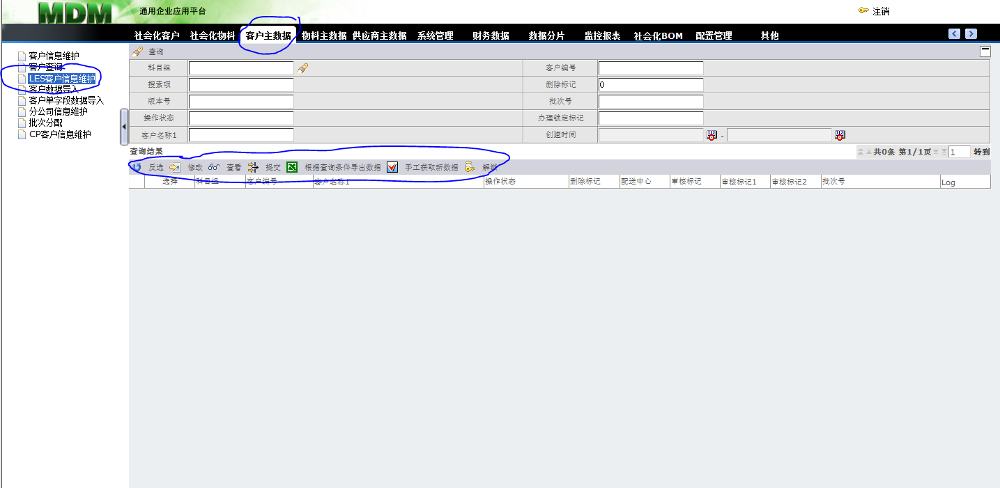 MDM 通用企业应用平台 注销
社会化客户 社会化物料 客户主数据 物料主数据 供应商主数据 系统管理 财务数据 数据分片 监控报表 社会化BOM 配置管理 其他
客户信息维护
客户查询
LES客户信息维护
客户数据导入
客户单字段数据导入
分公司信息维护
批次分配
CP客户信息维护
查询
科目组 客户编号
搜索项 删除标记 0
版本号 批次号
操作状态 办理锁定标记
客户名称1 创建时间 -
查询结果 共0条 第1/1页 1 转到
反选 修改 查看 提交 根据查询条件导出数据 手工获取新数据 解锁
选择 科目组 客户编号 客户名称1 操作状态 删除标记 配送中心 审核标记 审核标记1 审核标记2 批次号 Log